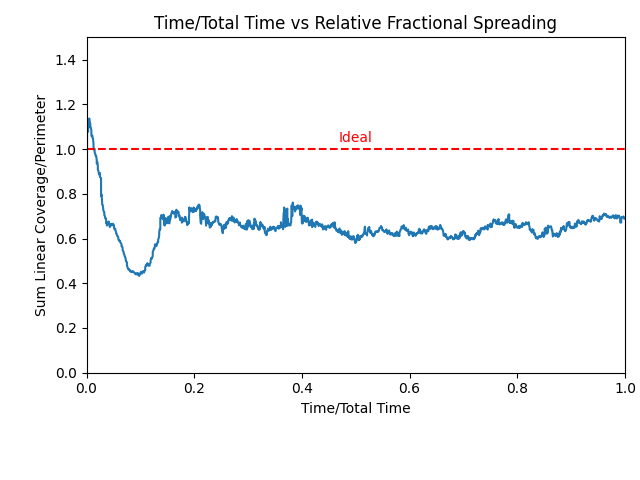 Time/Total Time vs Relative Fractional Spreading
1.4
1.2
1.0
0.8
0.6
0.4
0.2
0.0
Sum Linear Coverage/Perimeter
Ideal
0.0 0.2 0.4 0.6 0.8 1.0
Time/Total Time